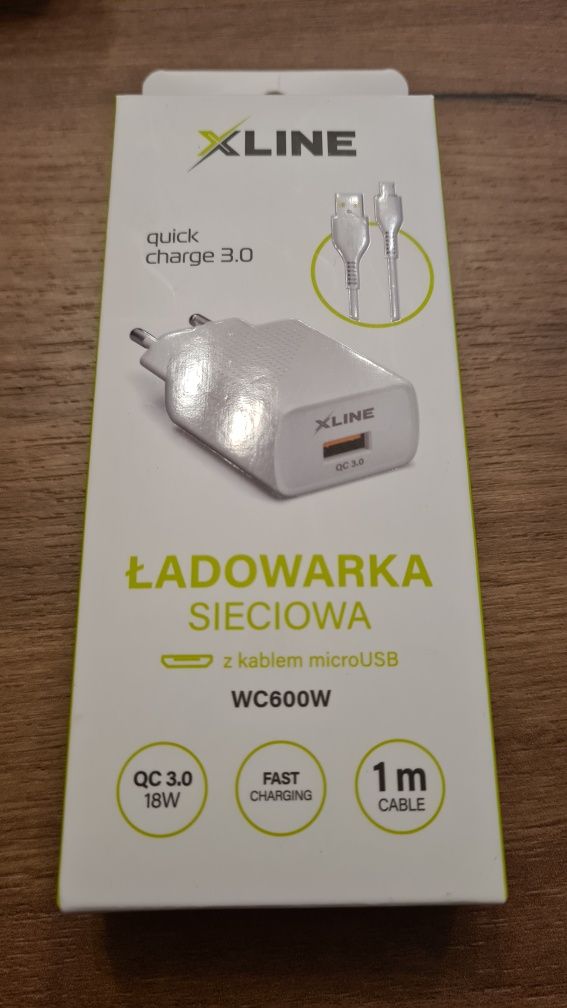 XLINE
quick
charge 3.0
XLINE
QC 3.0
ŁADOWARKA
SIECIOWA
z kablem microUSB
WC600W
QC 3.0
18W
FAST
CHARGING
1 m
CABLE